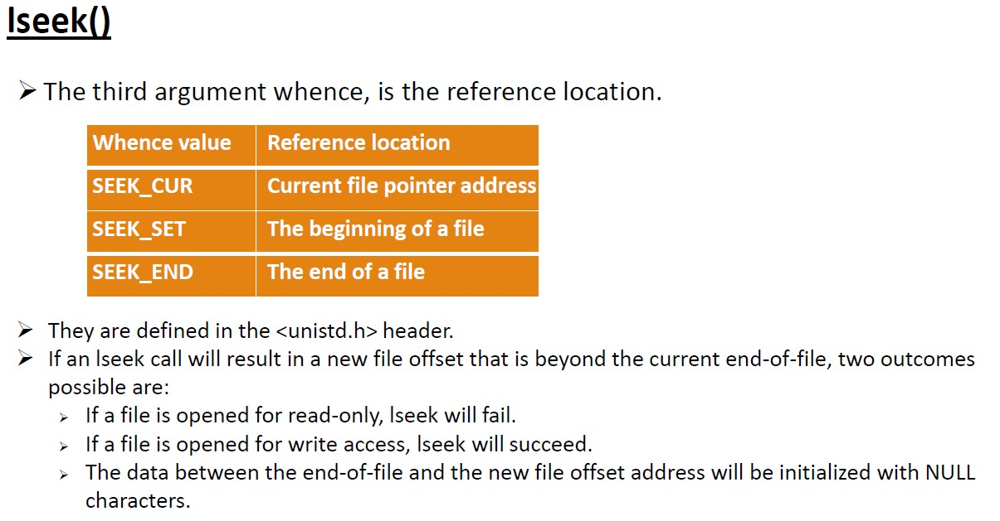 lseek()
➢ The third argument whence, is the reference location.
Whence value Reference location
SEEK_CUR Current file pointer address
SEEK_SET The beginning of a file
SEEK_END The end of a file
➢ They are defined in the <unistd.h> header.
➢ If an lseek call will result in a new file offset that is beyond the current end-of-file, two outcomes
possible are:
➢ If a file is opened for read-only, lseek will fail.
➢ If a file is opened for write access, lseek will succeed.
➢ The data between the end-of-file and the new file offset address will be initialized with NULL
characters.